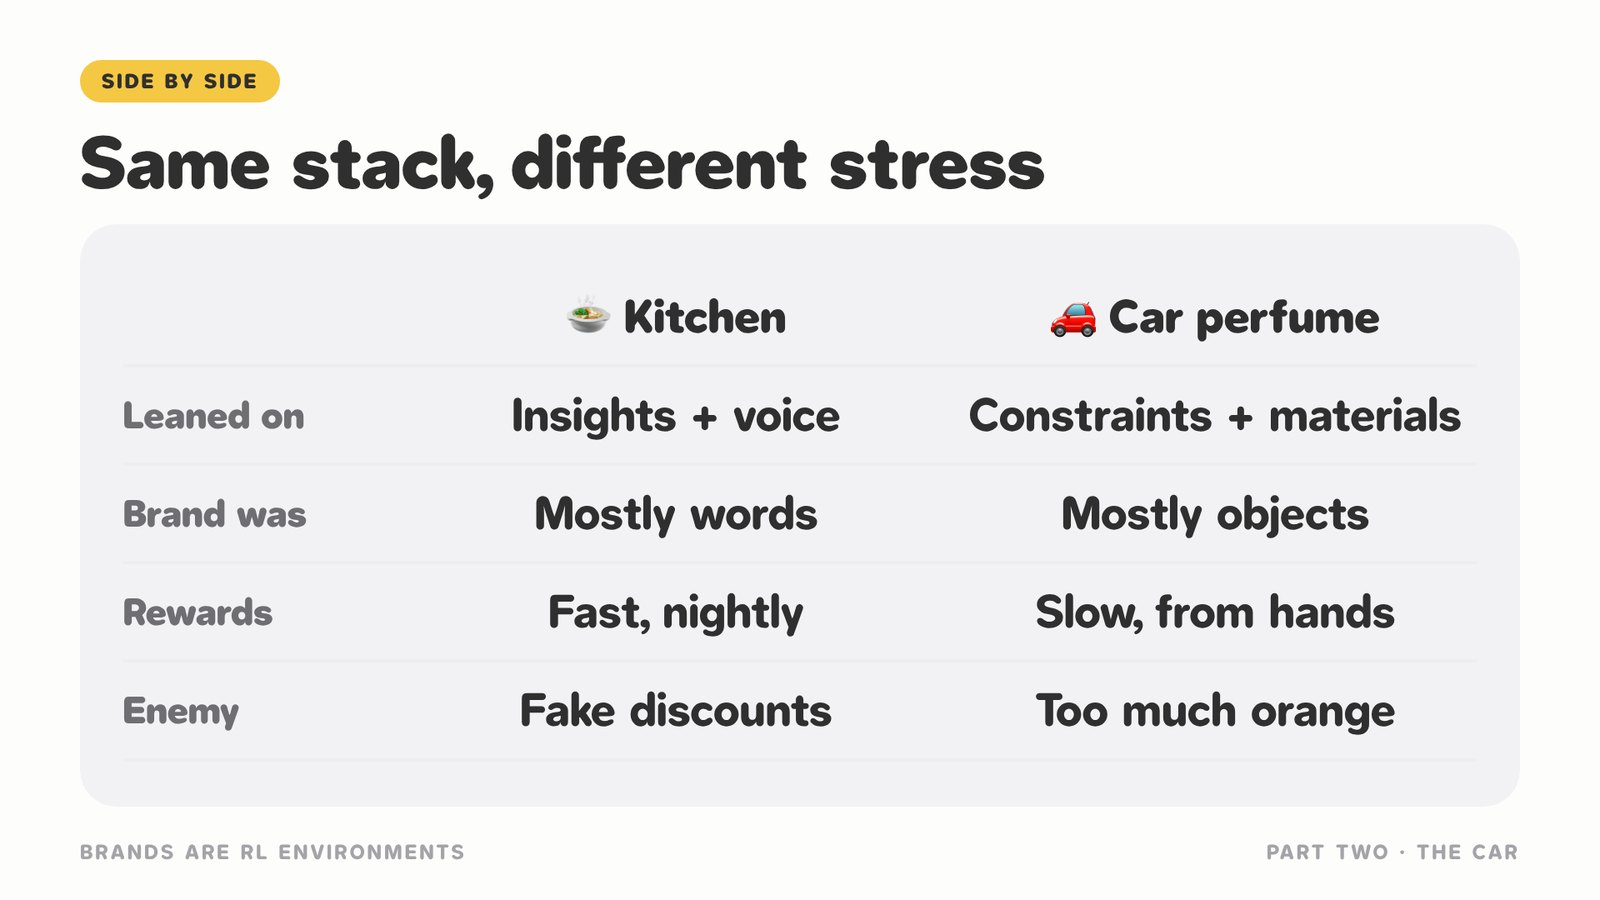 SIDE BY SIDE
Same stack, different stress
🍲 Kitchen 🚗 Car perfume
Leaned on Insights + voice Constraints + materials
Brand was Mostly words Mostly objects
Rewards Fast, nightly Slow, from hands
Enemy Fake discounts Too much orange
BRANDS ARE RL ENVIRONMENTS PART TWO · THE CAR